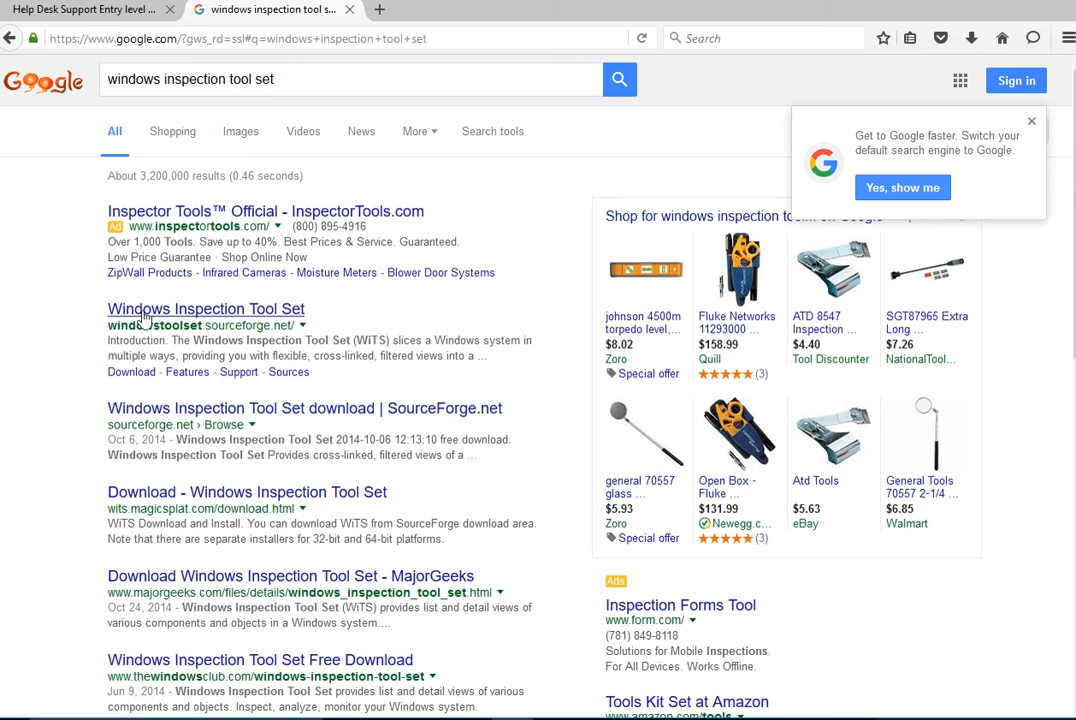 Help Desk Support Entry level ...
windows inspection tool s...
https://www.google.com/?gws_rd=ssl#q=windows+inspection+tool+set
Search
Google
windows inspection tool set
Sign in
All
Shopping
Images
Videos
News
More
Search tools
Get to Google faster. Switch your
default search engine to Google.
Yes, show me
About 3,200,000 results (0.46 seconds)
Inspector Tools™ Official - InspectorTools.com
Ad www.inspectortools.com/ (800) 895-4916
Over 1,000 Tools. Save up to 40%. Best Prices & Service. Guaranteed.
Low Price Guarantee · Shop Online Now
ZipWall Products - Infrared Cameras - Moisture Meters - Blower Door Systems
Windows Inspection Tool Set
windowstoolset.sourceforge.net/
Introduction. The Windows Inspection Tool Set (WiTS) slices a Windows system in
multiple ways, providing you with flexible, cross-linked, filtered views into a ...
Download - Features - Support - Sources
Windows Inspection Tool Set download | SourceForge.net
sourceforge.net › Browse
Oct 6, 2014 - Windows Inspection Tool Set 2014-10-06 12:13:10 free download.
Windows Inspection Tool Set Provides cross-linked, filtered views of a ...
Download - Windows Inspection Tool Set
wits.magicsplat.com/download.html
WiTS Download and Install. You can download WiTS from SourceForge download area.
Note that there are separate installers for 32-bit and 64-bit platforms.
Download Windows Inspection Tool Set - MajorGeeks
www.majorgeeks.com/files/details/windows_inspection_tool_set.html
Oct 24, 2014 - Windows Inspection Tool Set (WiTS) provides list and detail views of
various components and objects in a Windows system....
Windows Inspection Tool Set Free Download
www.thewindowsclub.com/windows-inspection-tool-set
Jun 9, 2014 - Windows Inspection Tool Set provides list and detail views of various
components and objects. Inspect, analyze, monitor your Windows system.
Shop for windows inspection on Google
johnson 4500m
torpedo level,...
$8.02
Zoro
Special offer
Fluke Networks
11293000 ...
$158.99
Quill
(3)
ATD 8547
Inspection ...
$4.40
Tool Discounter
SGT87965 Extra
Long ...
$7.26
NationalTool...
general 70557
glass ...
$5.93
Zoro
Special offer
Open Box -
Fluke ...
$131.99
Newegg.c...
(3)
Atd Tools
$5.63
eBay
General Tools
70557 2-1/4 ...
$6.85
Walmart
Ads
Inspection Forms Tool
www.form.com/
(781) 849-8118
Solutions for Mobile Inspections.
For All Devices. Works Offline.
Tools Kit Set at Amazon
www.amazon.com/tools